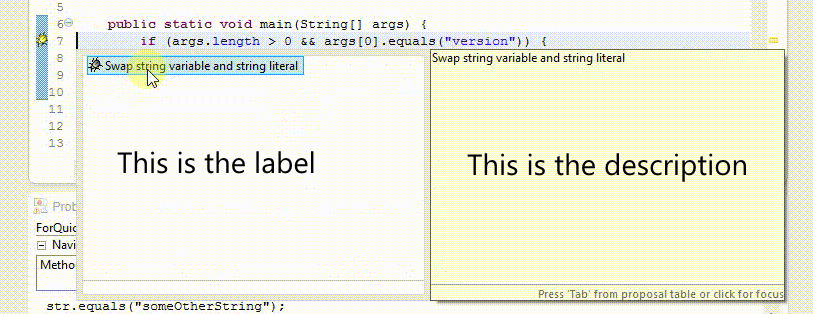 5
6 public static void main(String[] args) {
7 if (args.length > 0 && args[0].equals("version")) {
8
9
10
11
12
13
Swap string variable and string literal
This is the label
Swap string variable and string literal
This is the description
Press 'Tab' from proposal table or click for focus
Prob
ForQuic
Navi
Metho
str.equals("someOtherString");